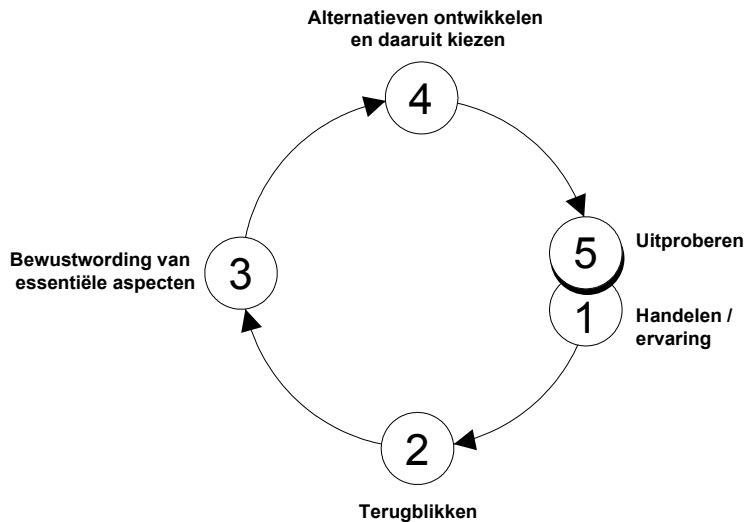 Alternatieven ontwikkelen
en daaruit kiezen
4
5
Uitproberen
Bewustwording van
essentiële aspecten
3
1
Handelen /
ervaring
2
Terugblikken